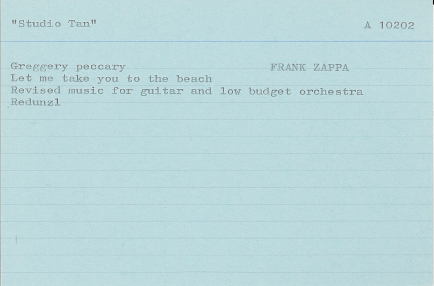 "Studio Tan" A 10202
Greggery peccary FRANK ZAPPA
Let me take you to the beach
Revised music for guitar and low budget orchestra
Redunzl